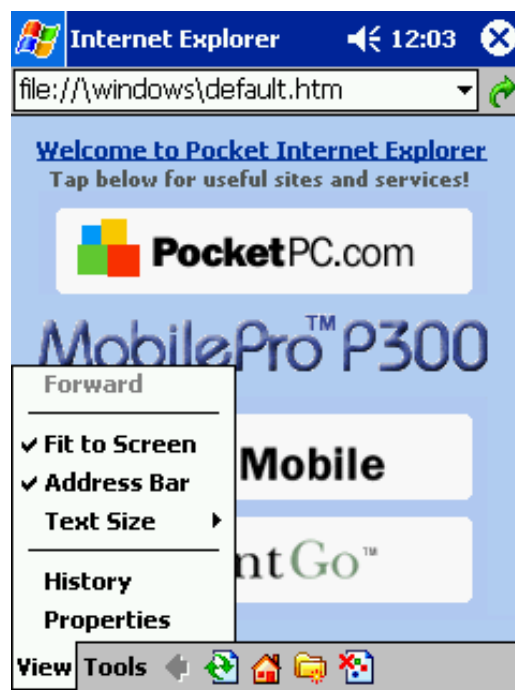 Internet Explorer 12:03
file://\windows\default.htm
Welcome to Pocket Internet Explorer
Tap below for useful sites and services!
PocketPC.com
MobilePro™ P300
Forward
Fit to Screen
Address Bar
Text Size
History
Properties
Mobile
ntGo™
View Tools